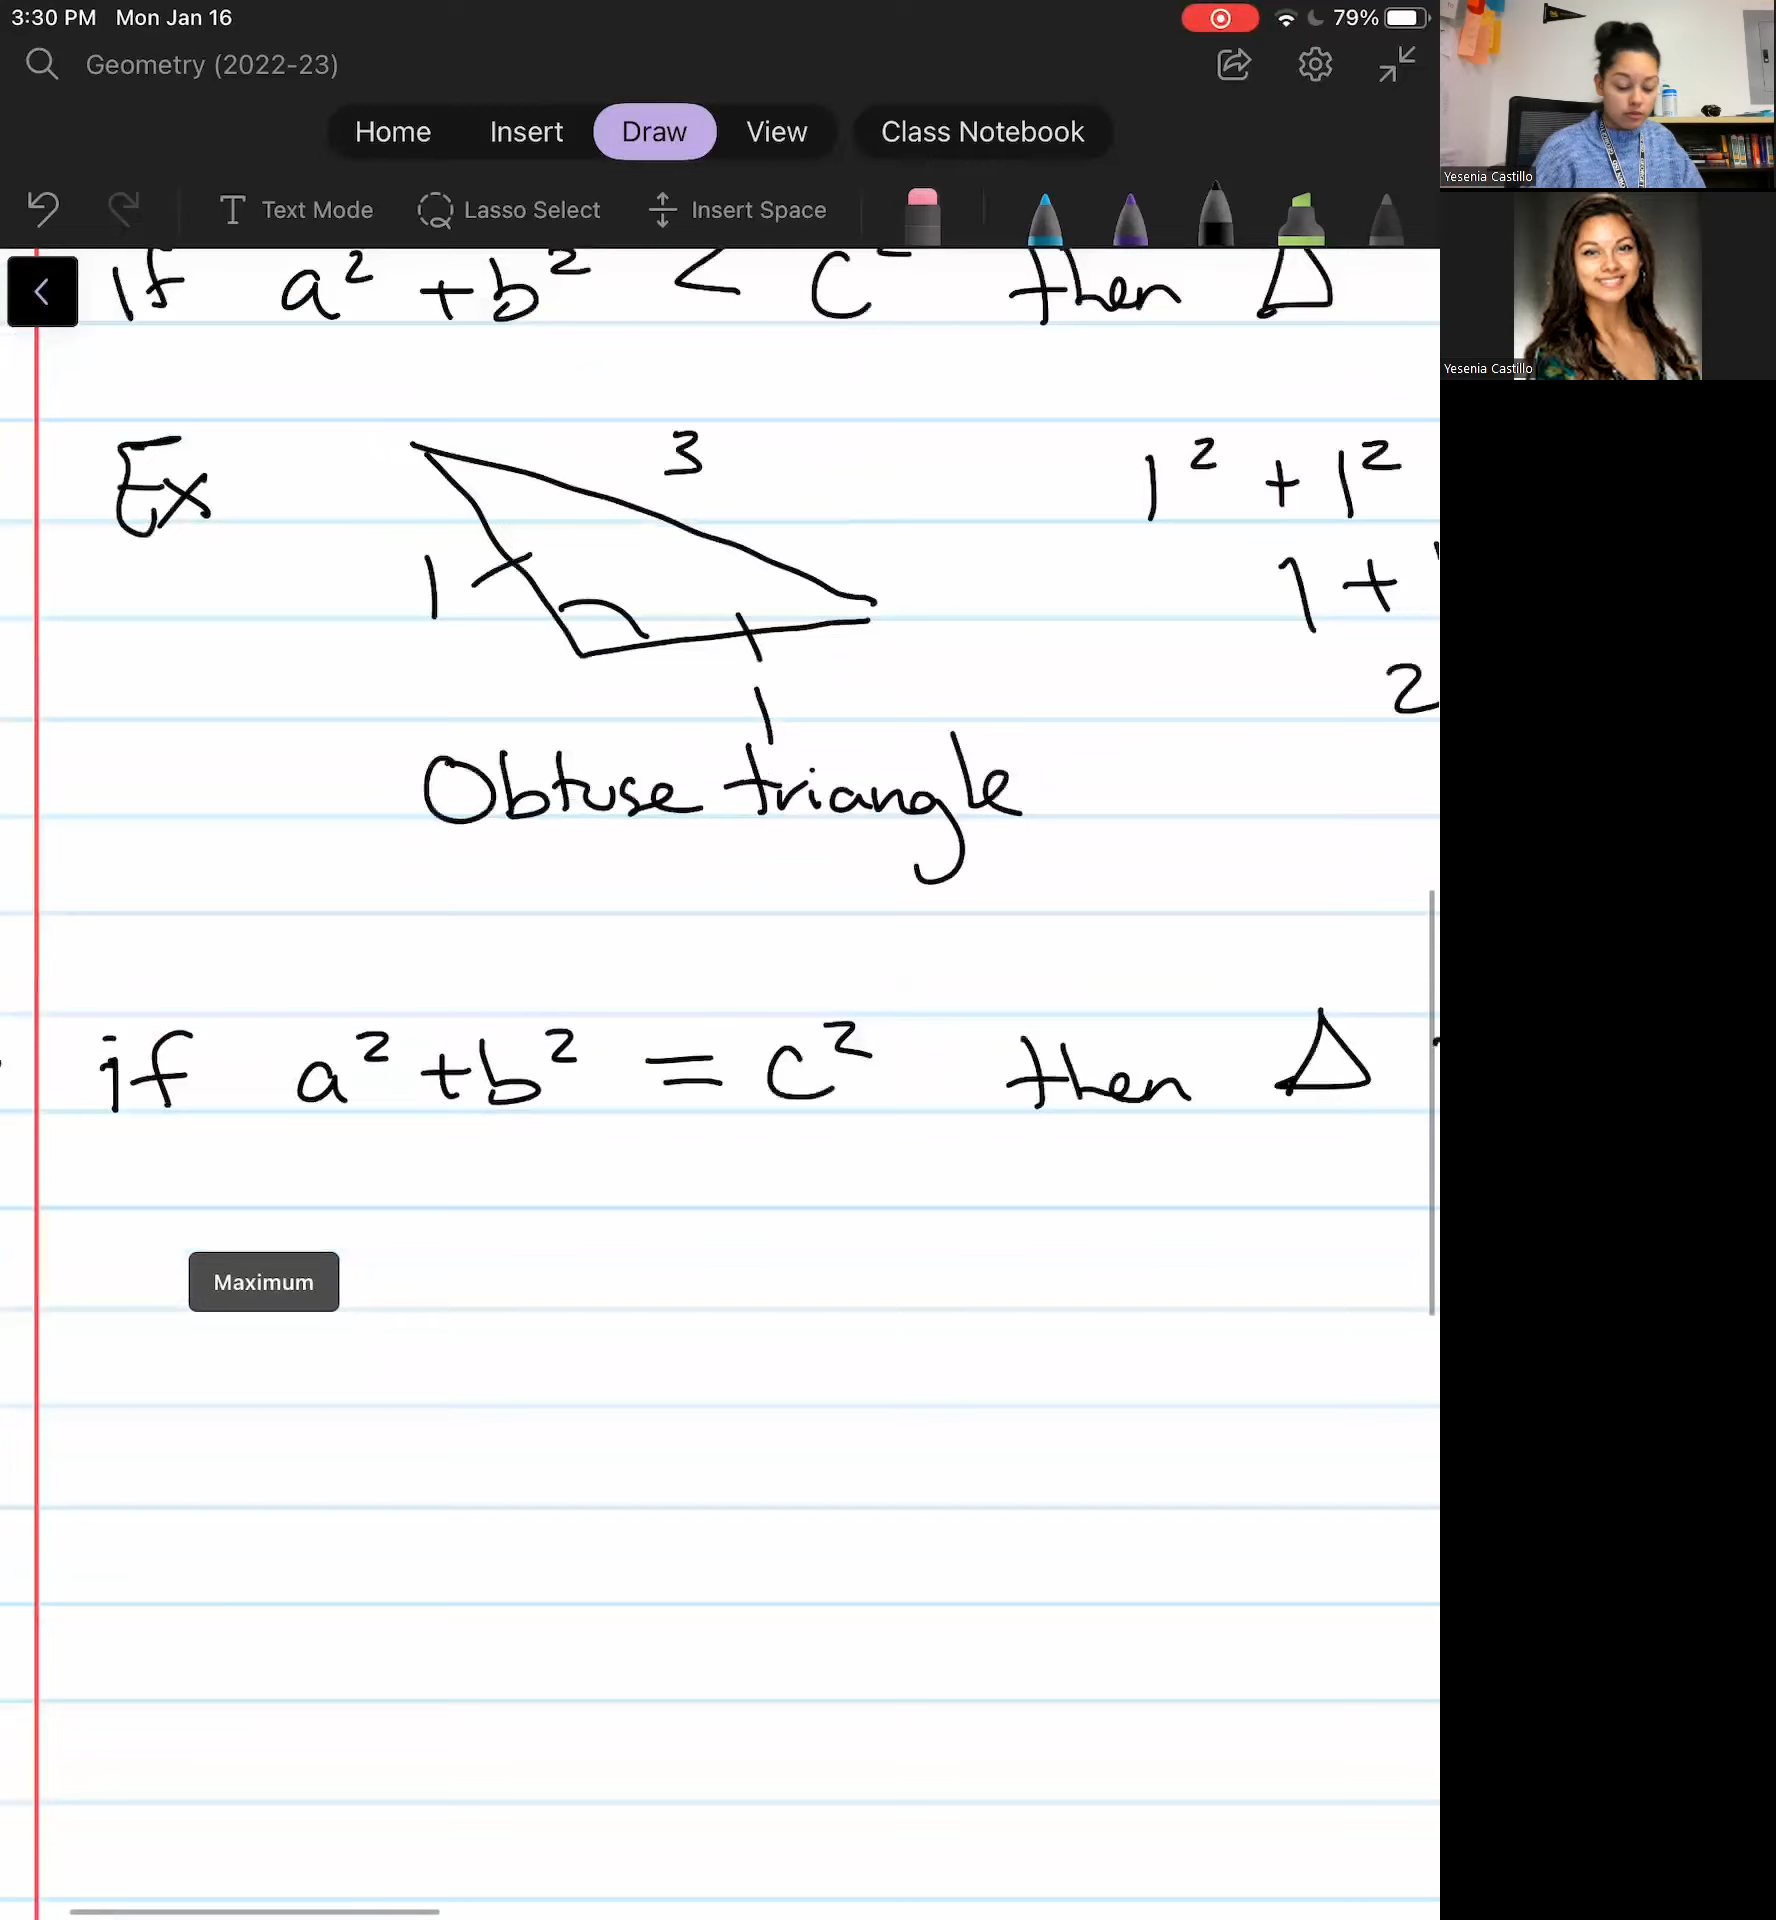 3:30 PM Mon Jan 16 79%
Geometry (2022-23)
Home Insert Draw View Class Notebook
Text Mode Lasso Select Insert Space
Yesenia Castillo
Yesenia Castillo
if a² + b² < c² then Δ
Ex 3 1² + 1²
1 1 +
1 2
Obtuse triangle
if a² + b² = c² then Δ
Maximum